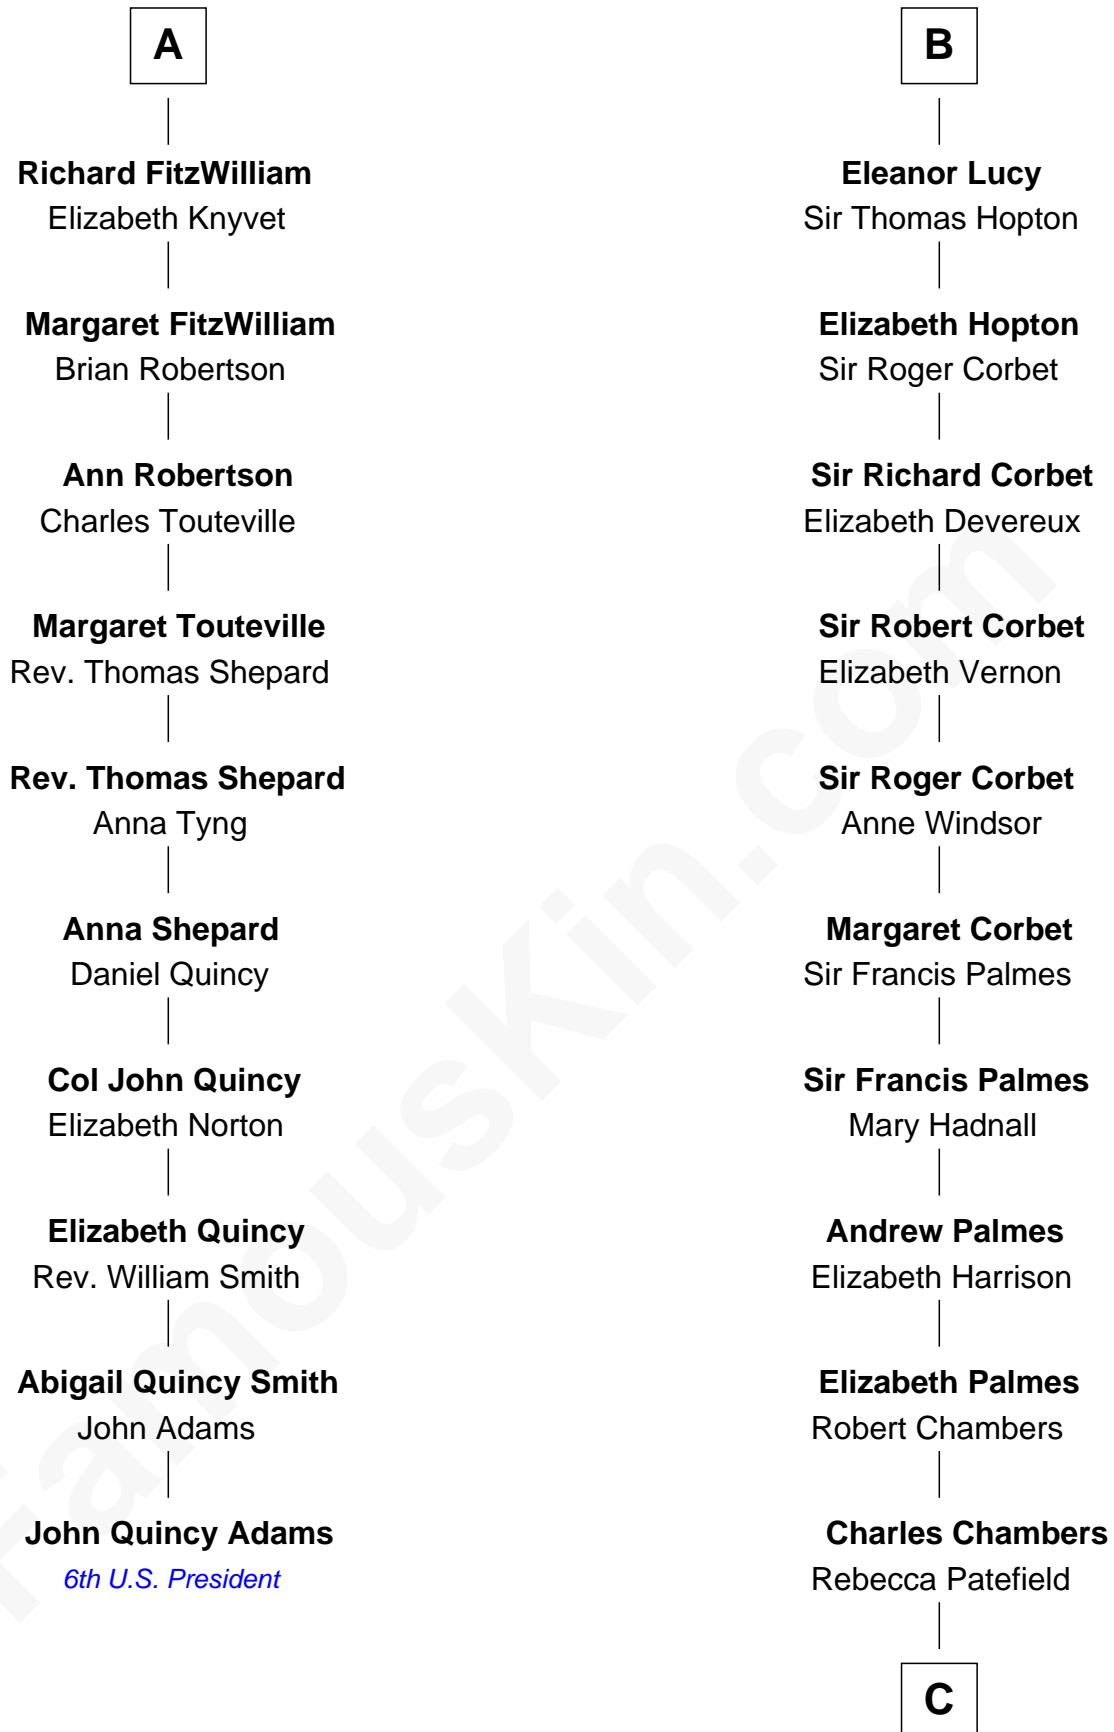 A
Richard FitzWilliam
Elizabeth Knyvet
Margaret FitzWilliam
Brian Robertson
Ann Robertson
Charles Touteville
Margaret Touteville
Rev. Thomas Shepard
Rev. Thomas Shepard
Anna Tyng
Anna Shepard
Daniel Quincy
Col John Quincy
Elizabeth Norton
Elizabeth Quincy
Rev. William Smith
Abigail Quincy Smith
John Adams
John Quincy Adams
6th U.S. President
B
Eleanor Lucy
Sir Thomas Hopton
Elizabeth Hopton
Sir Roger Corbet
Sir Richard Corbet
Elizabeth Devereux
Sir Robert Corbet
Elizabeth Vernon
Sir Roger Corbet
Anne Windsor
Margaret Corbet
Sir Francis Palmes
Sir Francis Palmes
Mary Hadnall
Andrew Palmes
Elizabeth Harrison
Elizabeth Palmes
Robert Chambers
Charles Chambers
Rebecca Patefield
C
FamousKin.com